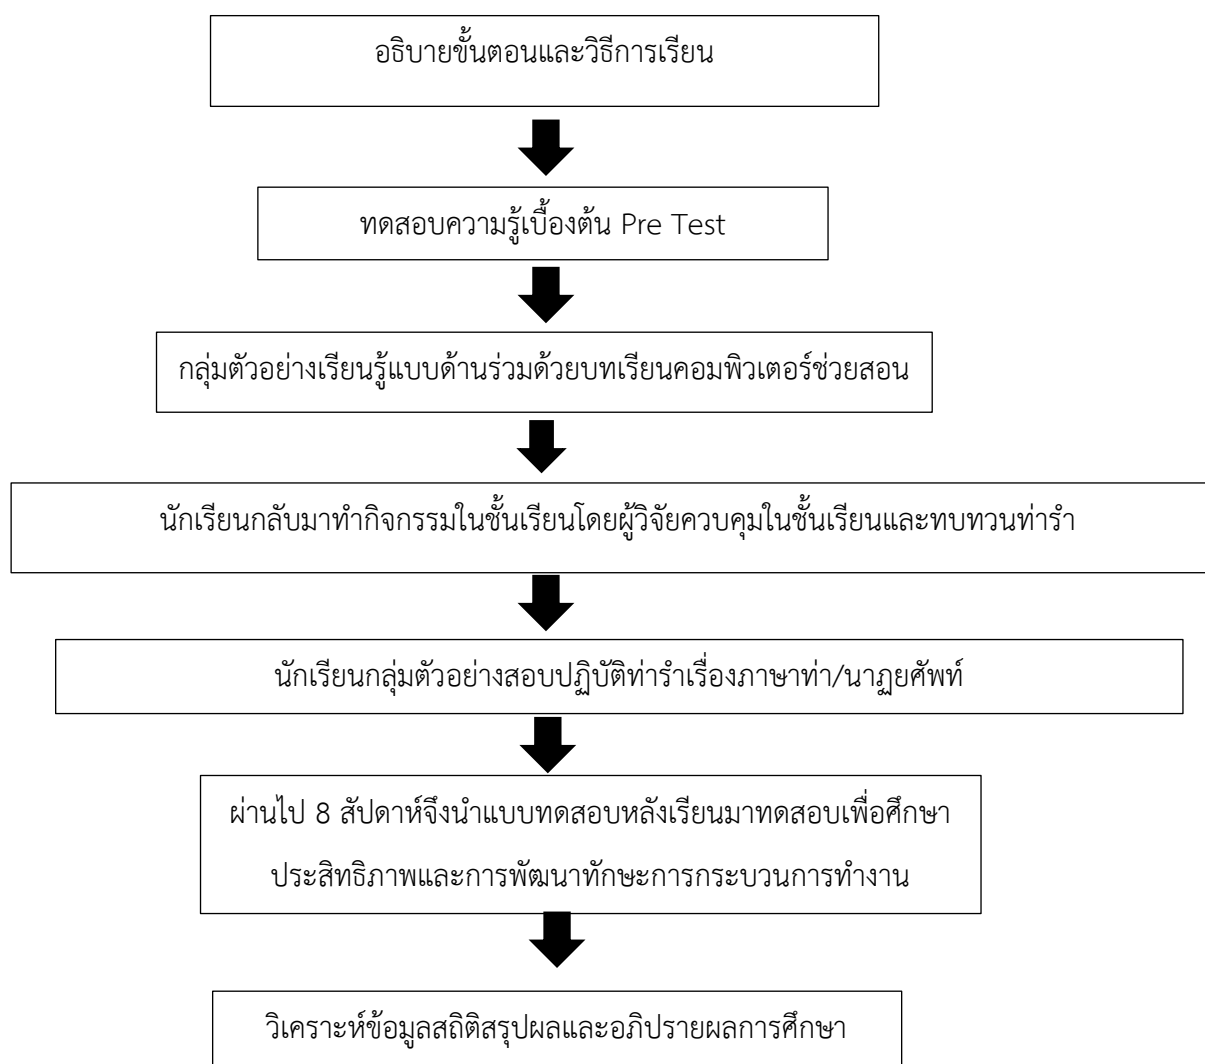 อธิบายขั้นตอนและวิธีการเรียน
ทดสอบความรู้เบื้องต้น Pre Test
กลุ่มตัวอย่างเรียนรู้แบบด้านร่วมด้วยบทเรียนคอมพิวเตอร์ช่วยสอน
นักเรียนกลับมาทำกิจกรรมในชั้นเรียนโดยผู้วิจัยควบคุมในชั้นเรียนและทบทวนท่ารำ
นักเรียนกลุ่มตัวอย่างสอบปฏิบัติท่ารำเรื่องภาษาท่า/นาฏยศัพท์
ผ่านไป 8 สัปดาห์จึงนำแบบทดสอบหลังเรียนมาทดสอบเพื่อศึกษา
ประสิทธิภาพและการพัฒนาทักษะการกระบวนการทำงาน
วิเคราะห์ข้อมูลสถิติสรุปผลและอภิปรายผลการศึกษา